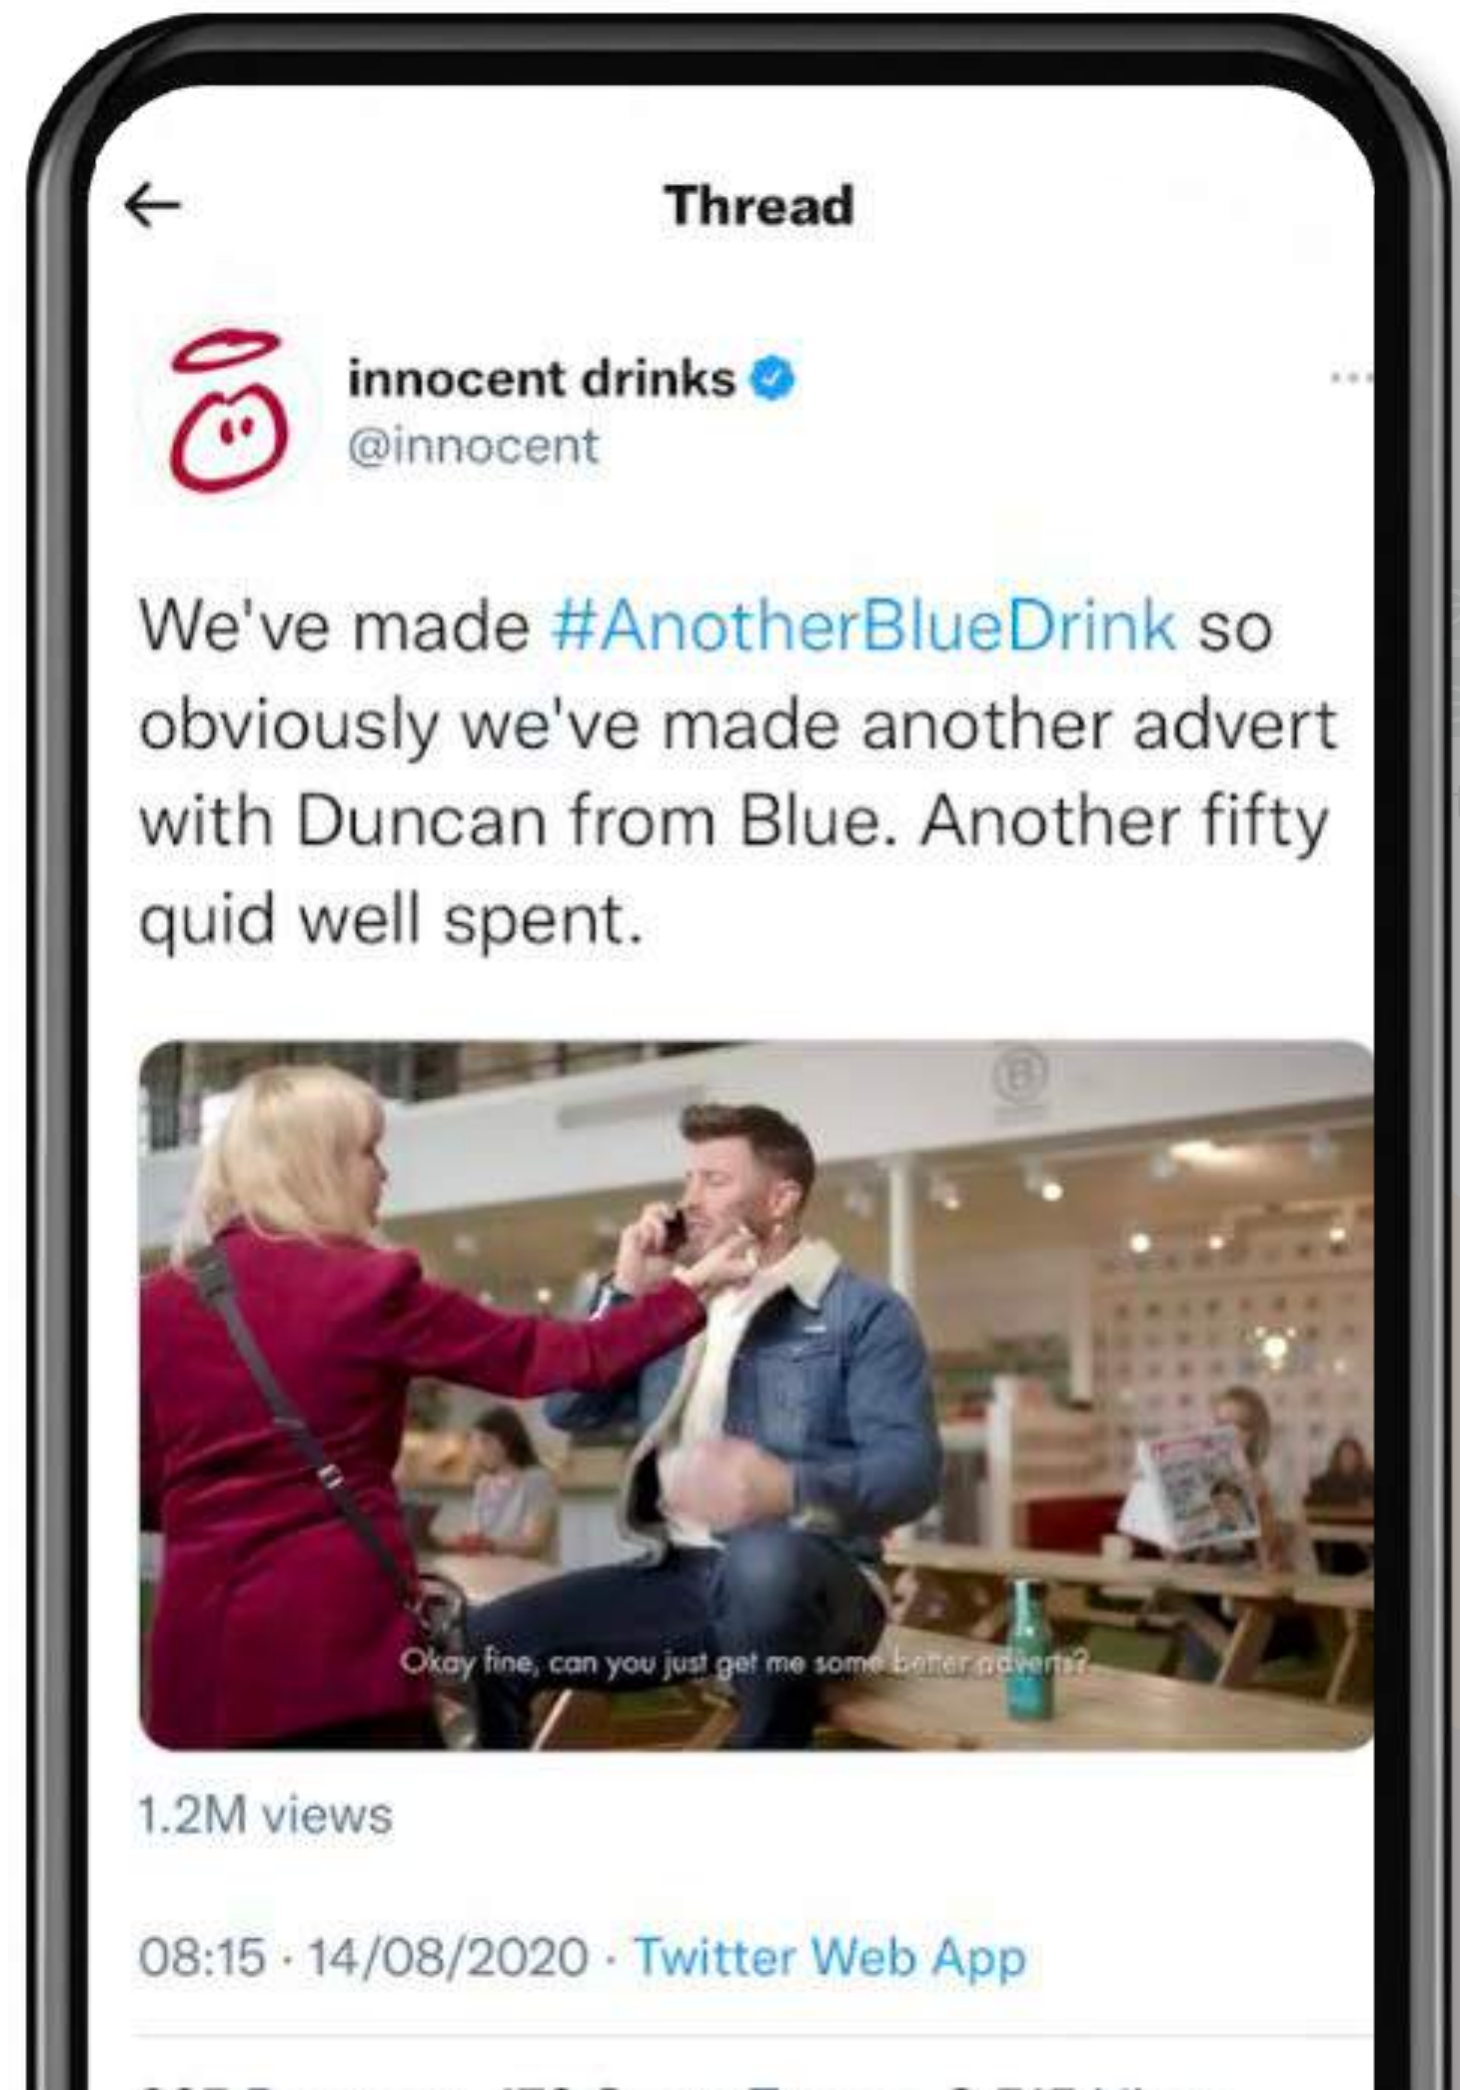 Thread
innocent drinks
@innocent
We've made #AnotherBlueDrink so
obviously we've made another advert
with Duncan from Blue. Another fifty
quid well spent.
B
Okay fine, can you just get me some better adverts?
1.2M views
08:15 · 14/08/2020 · Twitter Web App